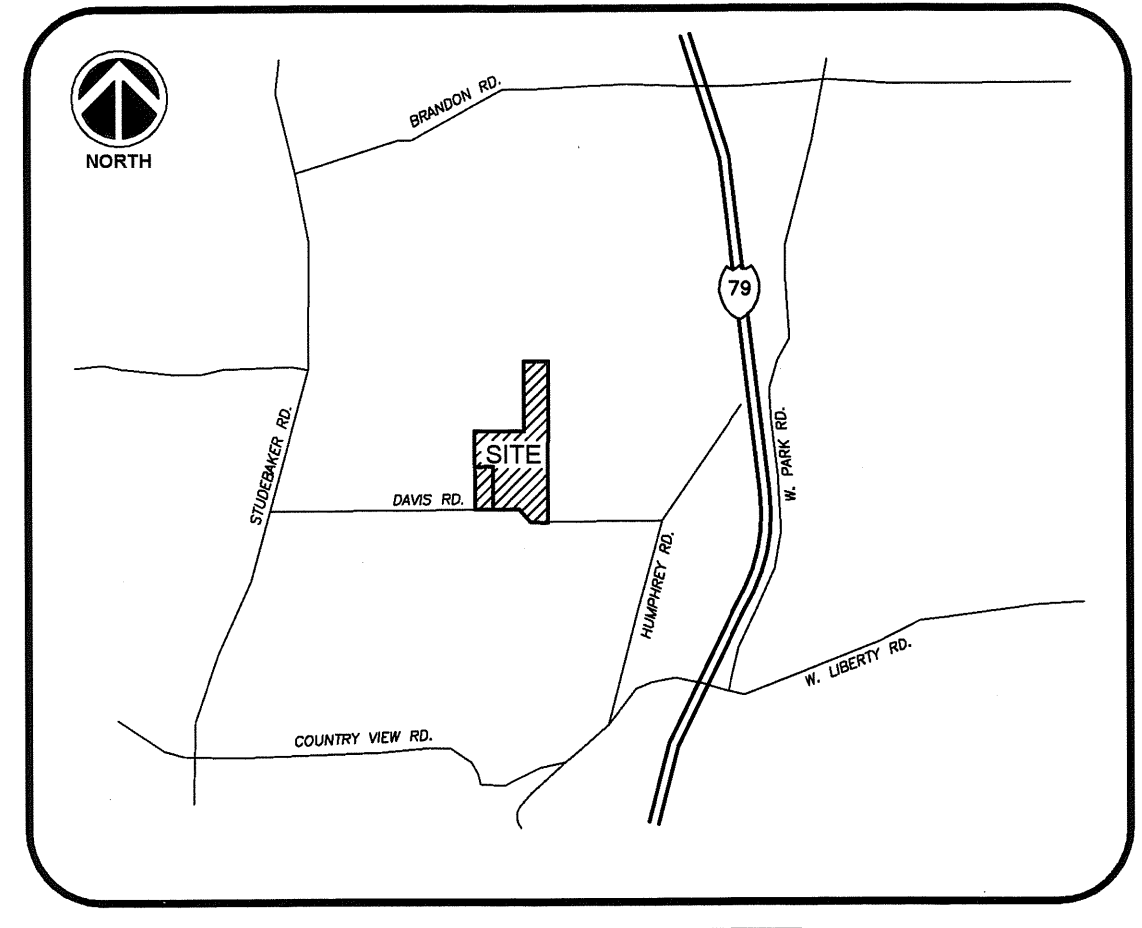 BRANDON RD.
NORTH
79
STUDEBAKER RD.
W. PARK RD.
SITE
DAVIS RD.
HUMPHREY RD.
W. LIBERTY RD.
COUNTRY VIEW RD.